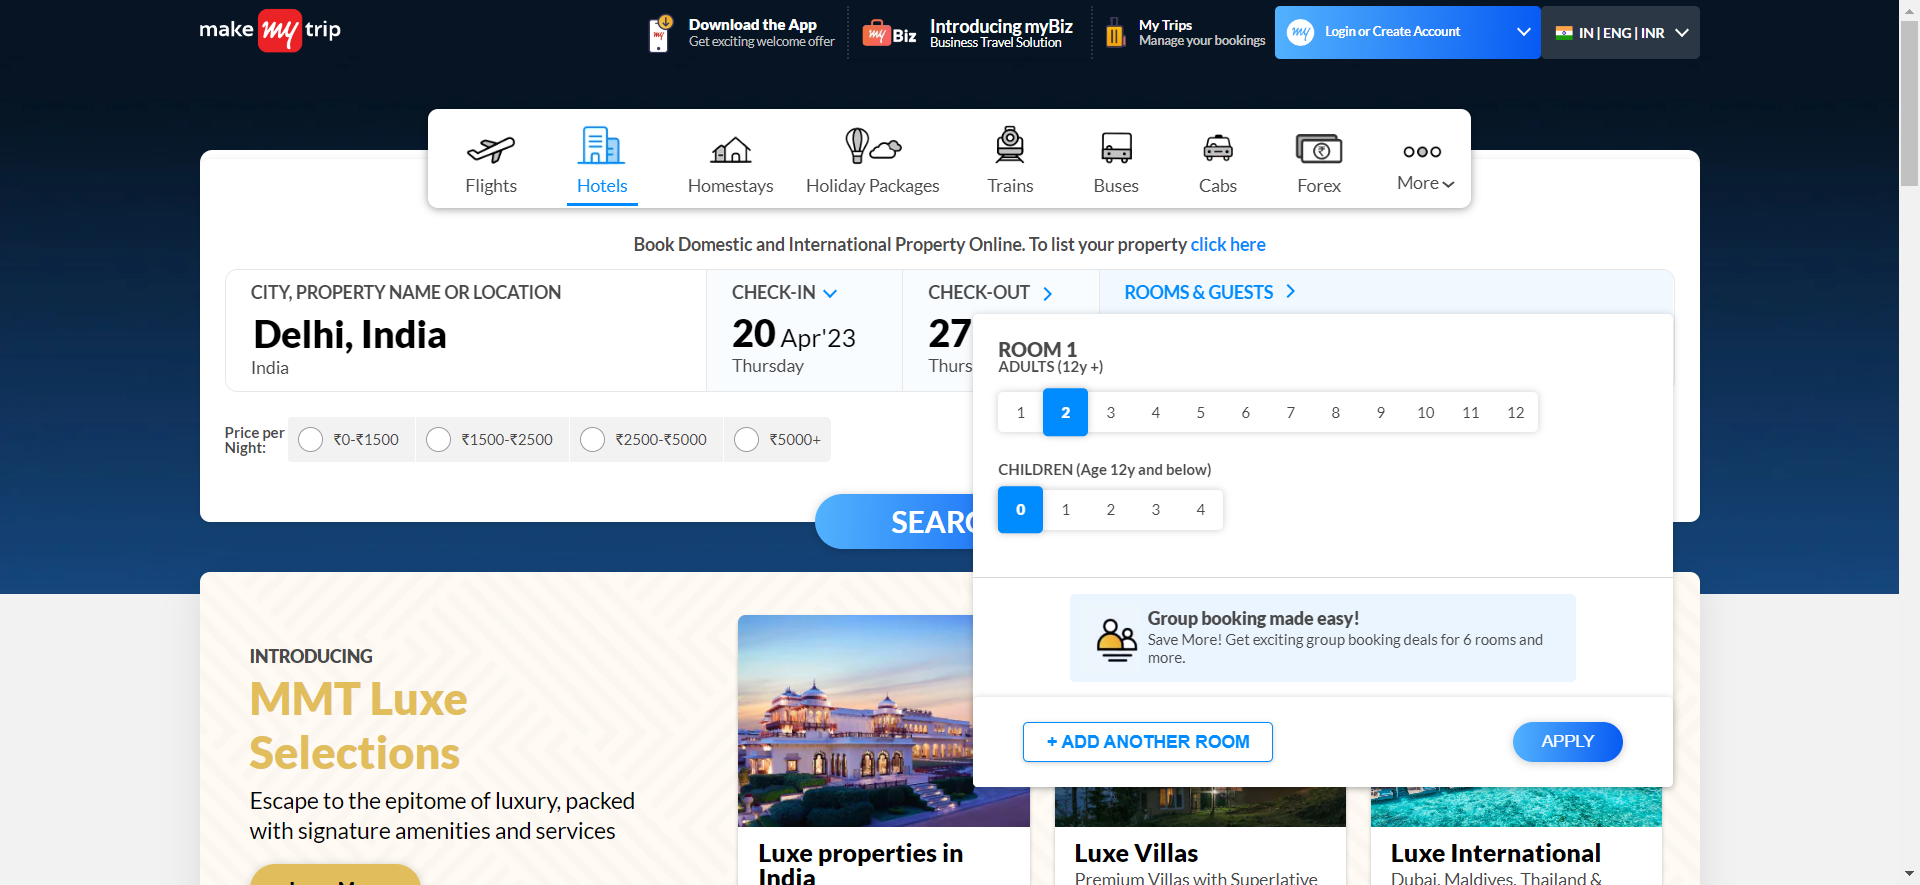 make my trip
Download the App
Get exciting welcome offer
my Biz
Introducing myBiz
Business Travel Solution
My Trips
Manage your bookings
my
Login or Create Account
IN | ENG | INR
Flights
Hotels
Homestays
Holiday Packages
Trains
Buses
Cabs
Forex
More
Book Domestic and International Property Online. To list your property click here
CITY, PROPERTY NAME OR LOCATION
Delhi, India
India
CHECK-IN
20 Apr'23
Thursday
CHECK-OUT
27
Thurs
ROOMS & GUESTS
ROOM 1
ADULTS (12y +)
1 2 3 4 5 6 7 8 9 10 11 12
CHILDREN (Age 12y and below)
0 1 2 3 4
Price per
Night:
₹0-₹1500
₹1500-₹2500
₹2500-₹5000
₹5000+
SEARC
Group booking made easy!
Save More! Get exciting group booking deals for 6 rooms and
more.
+ ADD ANOTHER ROOM
APPLY
INTRODUCING
MMT Luxe
Selections
Escape to the epitome of luxury, packed
with signature amenities and services
Luxe properties in
India
Luxe Villas
Premium Villas with Superlative
Luxe International
Dubai, Maldives, Thailand &